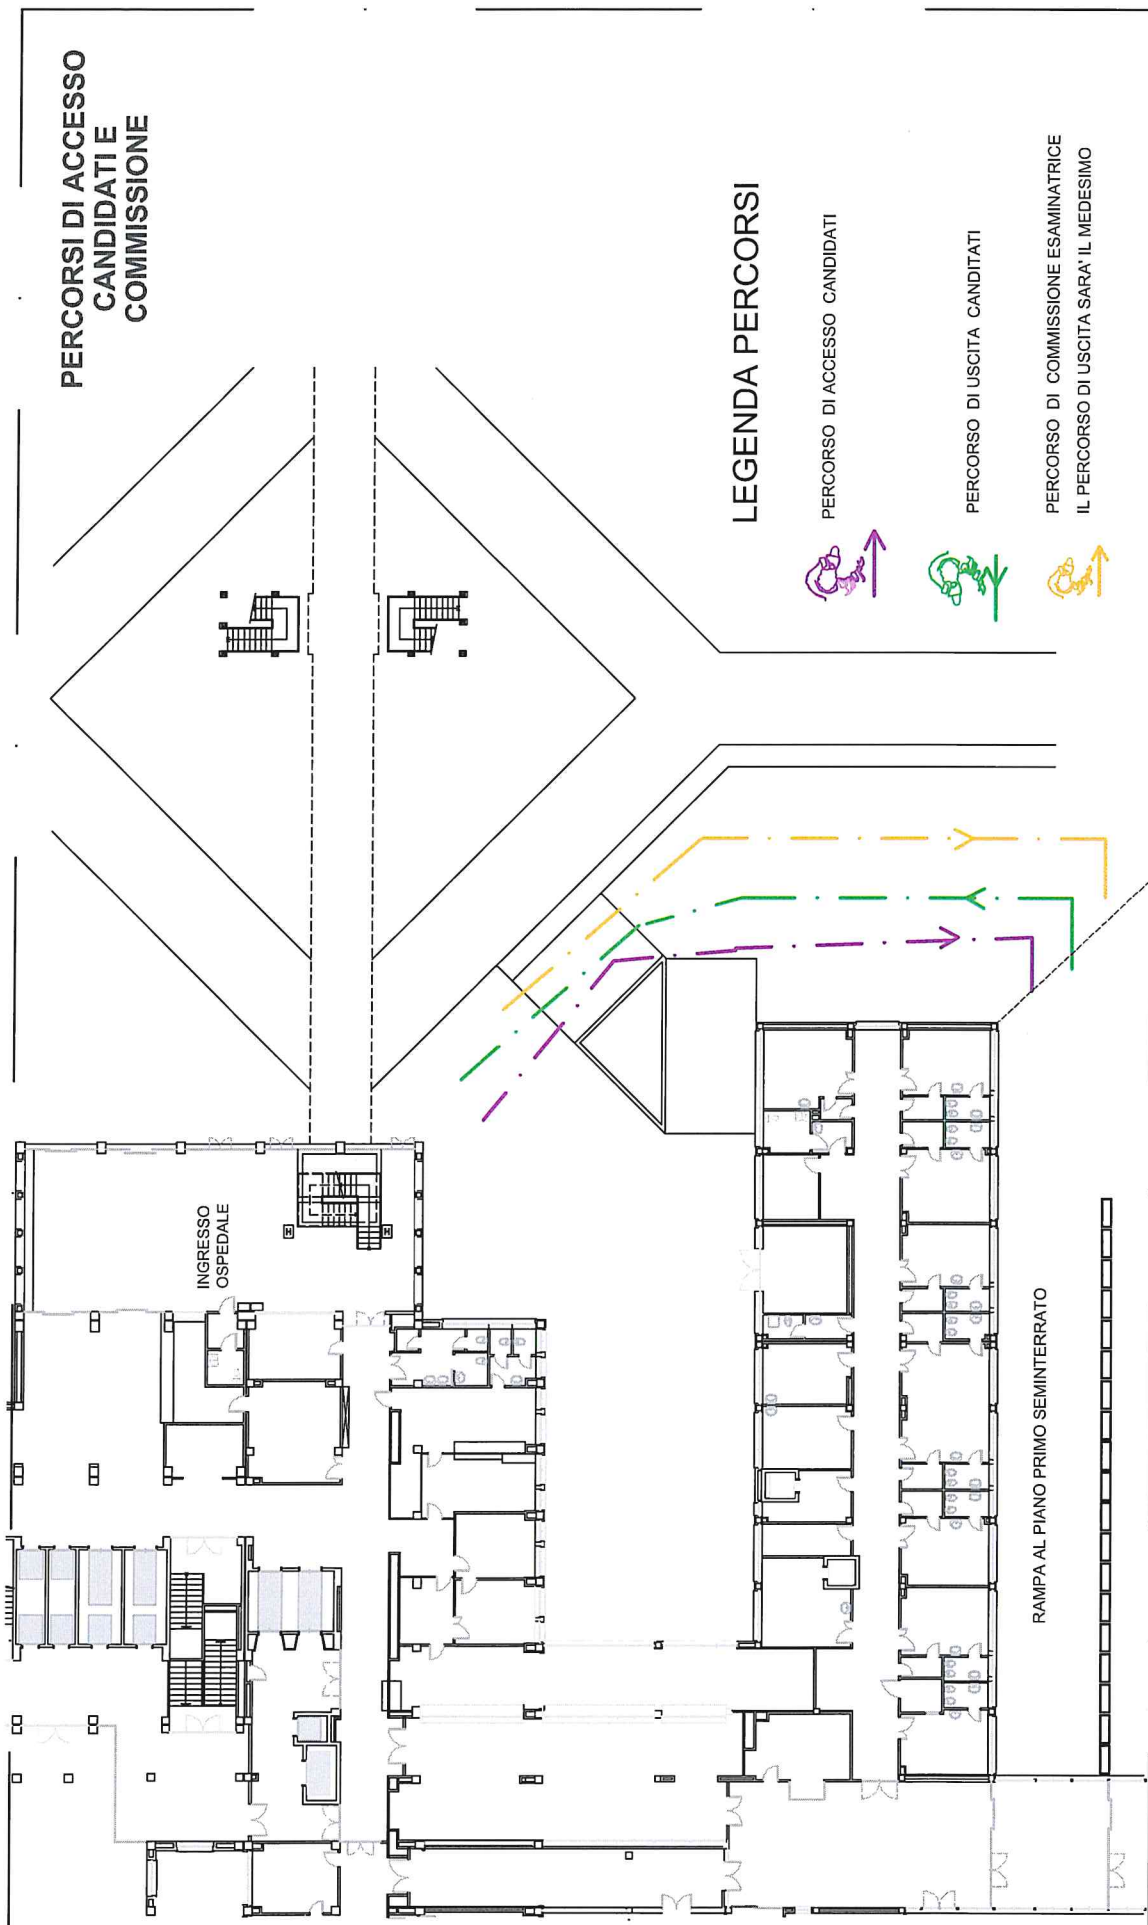 PERCORSI DI ACCESSO
CANDIDATI E
COMMISSIONE
INGRESSO
OSPEDALE
LEGENDA PERCORSI
PERCORSO DI ACCESSO CANDIDATI
PERCORSO DI USCITA CANDITATI
PERCORSO DI COMMISSIONE ESAMINATRICE
IL PERCORSO DI USCITA SARA' IL MEDESIMO
RAMPA AL PIANO PRIMO SEMINTERRATO
H
H